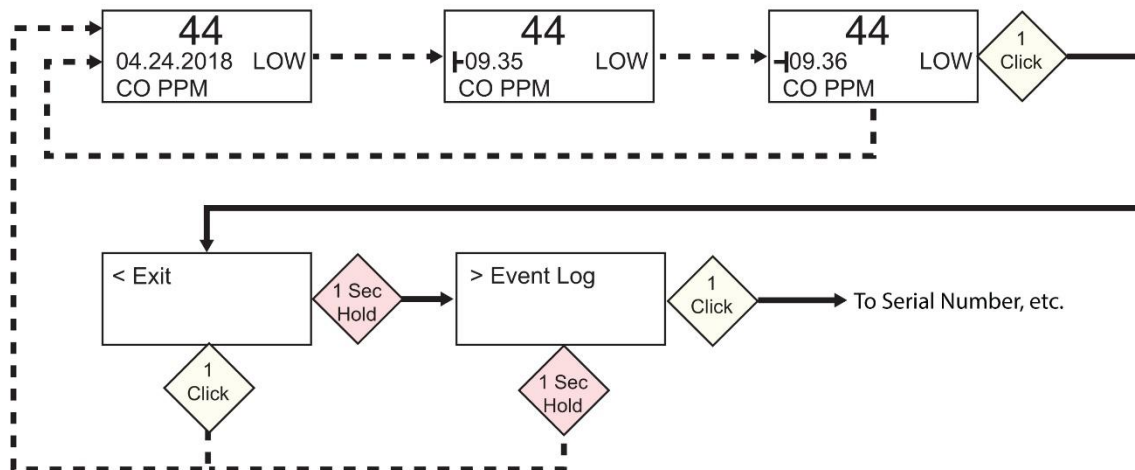 44
04.24.2018 LOW
CO PPM
44
09.35 LOW
CO PPM
44
09.36 LOW
CO PPM
1
Click
< Exit
1 Sec
Hold
> Event Log
1
Click
To Serial Number, etc.
1
Click
1 Sec
Hold